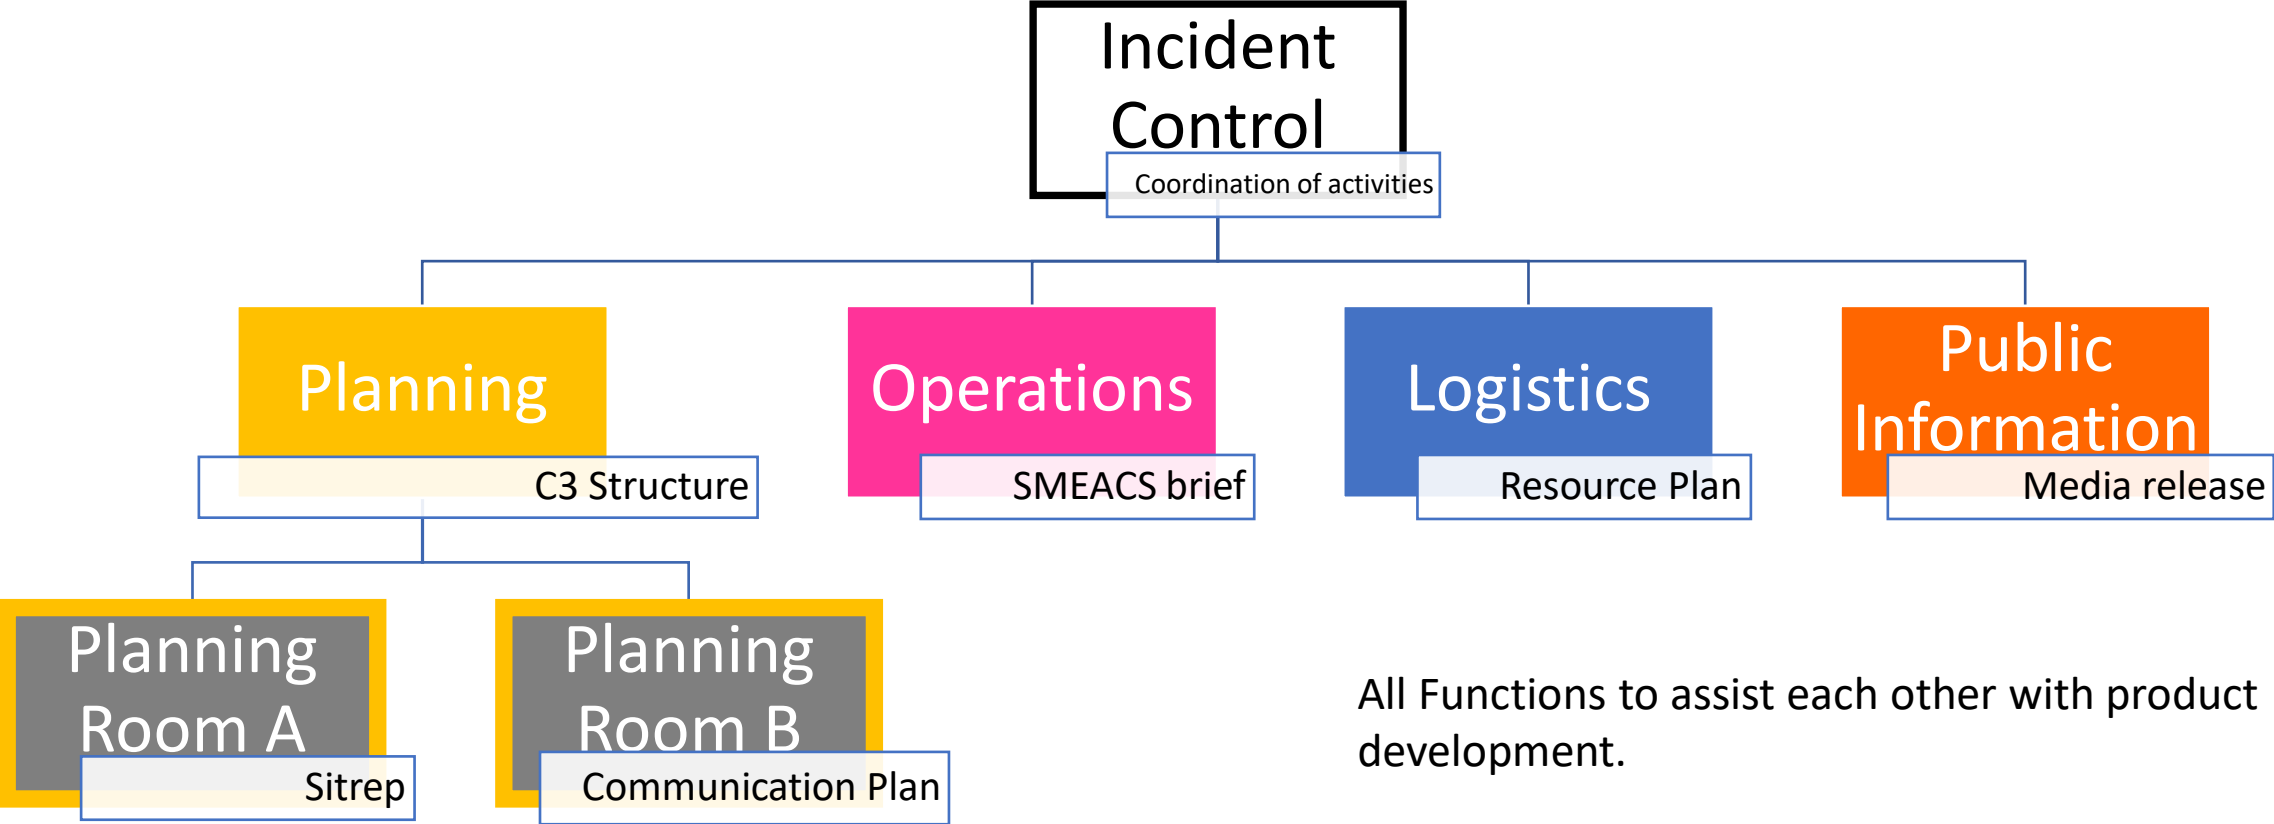 Incident
Control
Coordination of activities
Planning
C3 Structure
Operations
SMEACS brief
Logistics
Resource Plan
Public
Information
Media release
Planning
Room A
Sitrep
Planning
Room B
Communication Plan
All Functions to assist each other with product
development.